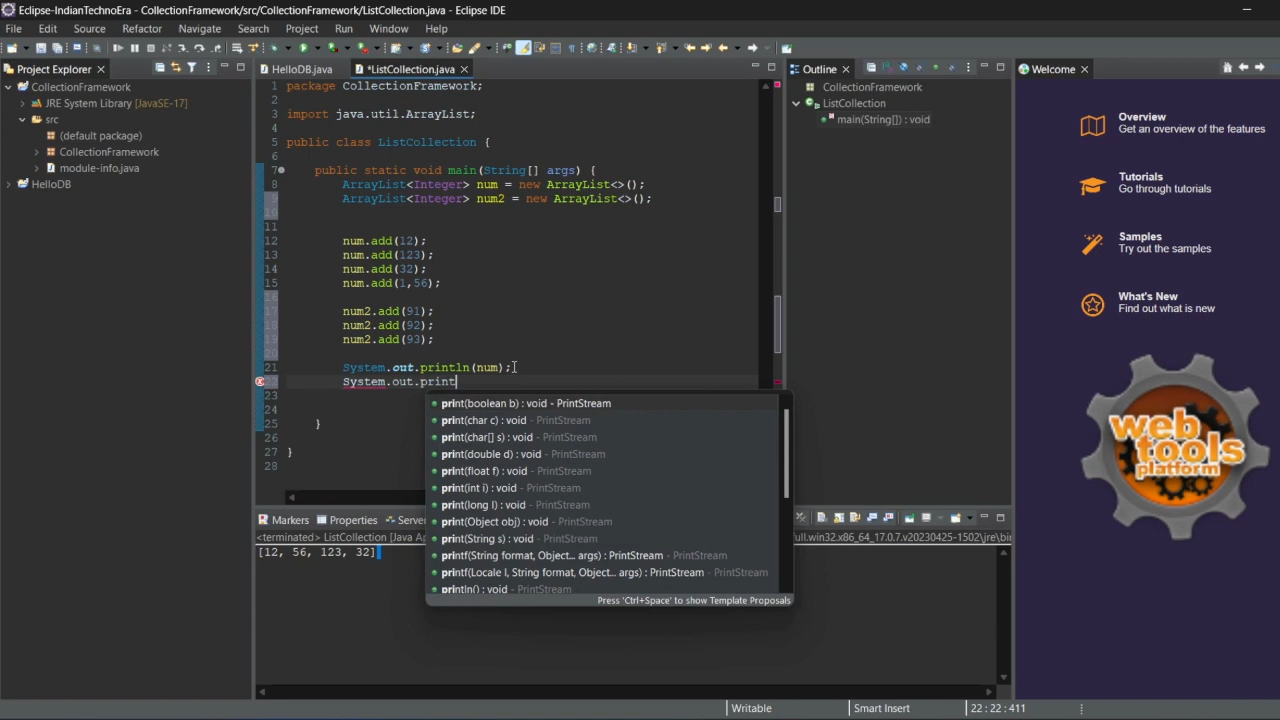 Eclipse-IndianTechnoEra - CollectionFramework/src/CollectionFramework/ListCollection.java - Eclipse IDE
File Edit Source Refactor Navigate Search Project Run Window Help
Project Explorer
CollectionFramework
JRE System Library [JavaSE-17]
src
(default package)
CollectionFramework
module-info.java
HelloDB
HelloDB.java *ListCollection.java
1 package CollectionFramework;
2
3 import java.util.ArrayList;
4
5 public class ListCollection {
6
7 public static void main(String[] args) {
8 ArrayList<Integer> num = new ArrayList<>();
9 ArrayList<Integer> num2 = new ArrayList<>();
10
11
12 num.add(12);
13 num.add(123);
14 num.add(32);
15 num.add(1,56);
16
17 num2.add(91);
18 num2.add(92);
19 num2.add(93);
20
21 System.out.println(num);
22 System.out.print
23
24
25 }
26
27 }
28
print(boolean b) : void - PrintStream
print(char c) : void - PrintStream
print(char[] s) : void - PrintStream
print(double d) : void - PrintStream
print(float f) : void - PrintStream
print(int i) : void - PrintStream
print(long l) : void - PrintStream
print(Object obj) : void - PrintStream
print(String s) : void - PrintStream
printf(String format, Object... args) : PrintStream - PrintStream
printf(Locale l, String format, Object... args) : PrintStream - PrintStream
println() : void - PrintStream
Press 'Ctrl+Space' to show Template Proposals
Markers Properties Server
<terminated> ListCollection [Java Ap
full.win32.x86_64_17.0.7.v20230425-1502\jre\bin
[12, 56, 123, 32]
Outline
CollectionFramework
ListCollection
main(String[]) : void
Welcome
Overview
Get an overview of the features
Tutorials
Go through tutorials
Samples
Try out the samples
What's New
Find out what is new
web
tools
platform
Writable Smart Insert 22 : 22 : 411